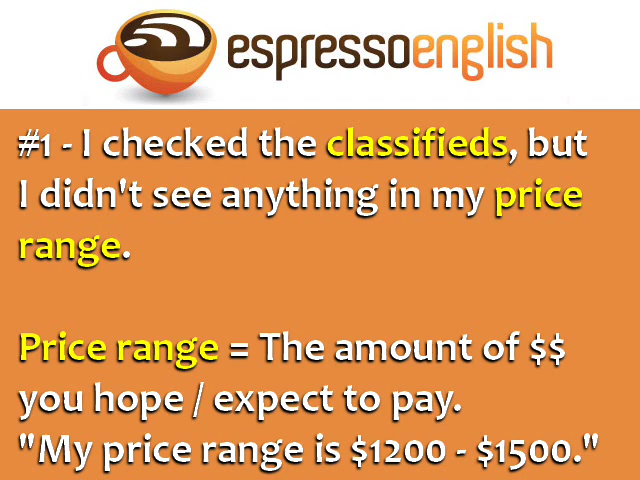 espressoenglish
#1 - I checked the classifieds, but
I didn't see anything in my price
range.
Price range = The amount of $$
you hope / expect to pay.
"My price range is $1200 - $1500."